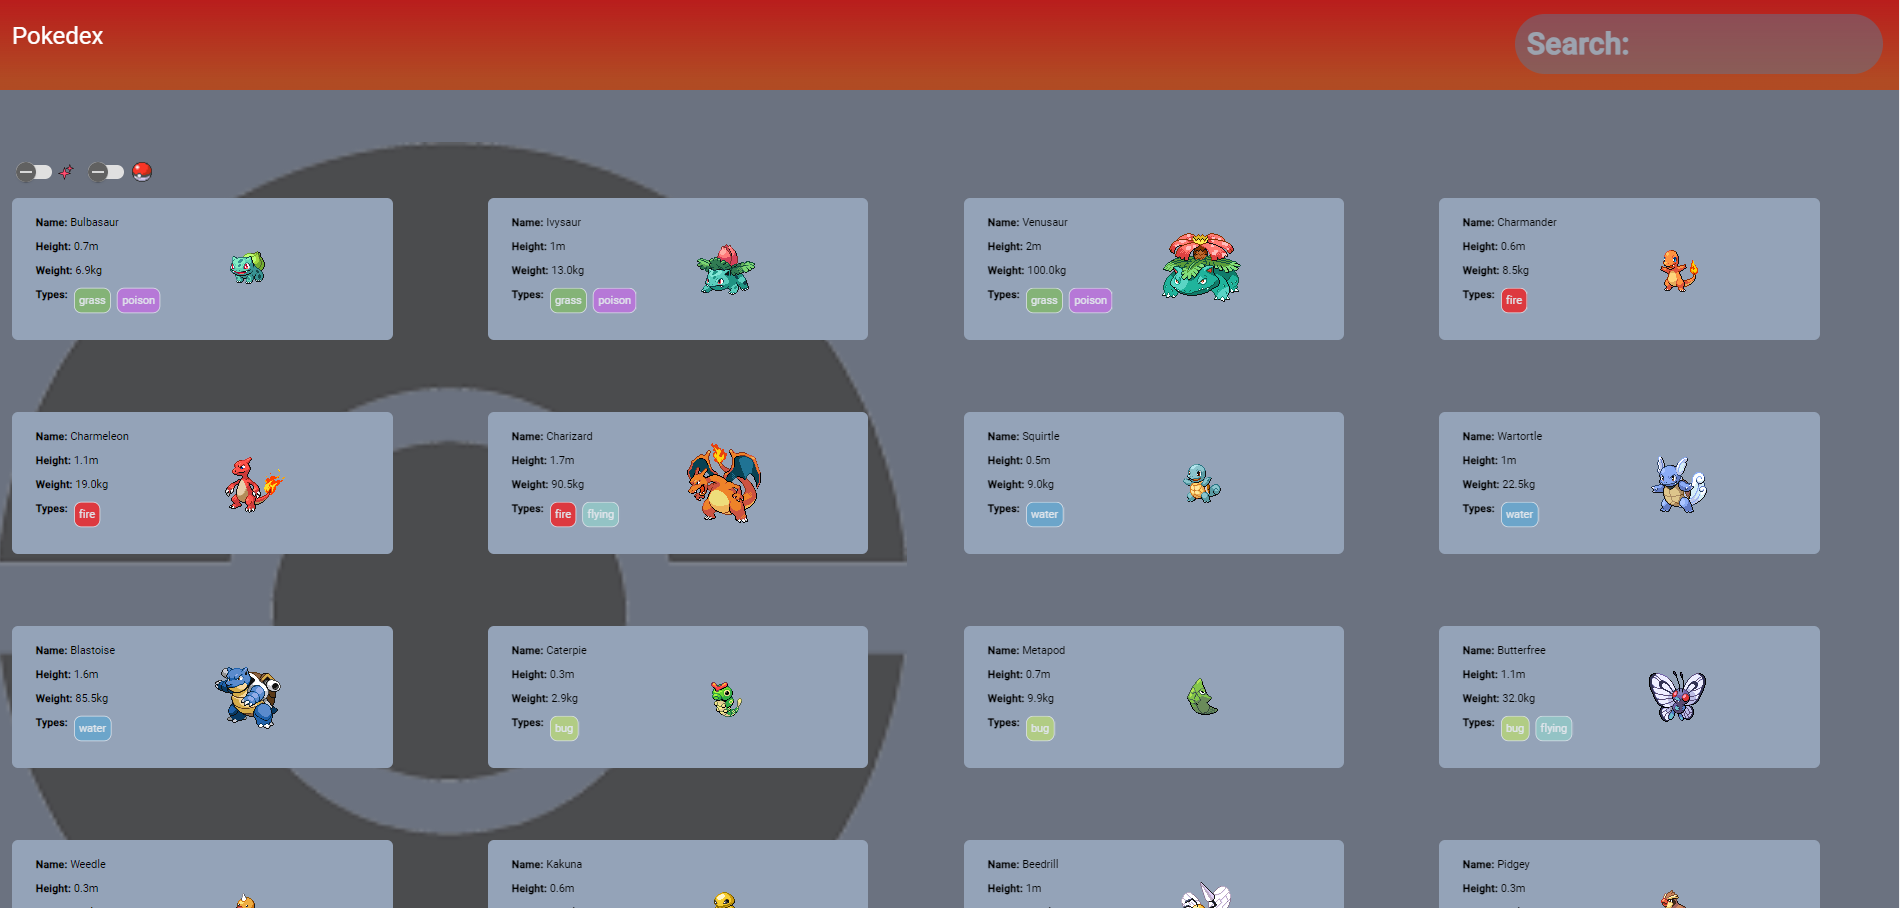 Pokedex
Search:
Name: Bulbasaur
Height: 0.7m
Weight: 6.9kg
Types: grass poison
Name: Ivysaur
Height: 1m
Weight: 13.0kg
Types: grass poison
Name: Venusaur
Height: 2m
Weight: 100.0kg
Types: grass poison
Name: Charmander
Height: 0.6m
Weight: 8.5kg
Types: fire
Name: Charmeleon
Height: 1.1m
Weight: 19.0kg
Types: fire
Name: Charizard
Height: 1.7m
Weight: 90.5kg
Types: fire flying
Name: Squirtle
Height: 0.5m
Weight: 9.0kg
Types: water
Name: Wartortle
Height: 1m
Weight: 22.5kg
Types: water
Name: Blastoise
Height: 1.6m
Weight: 85.5kg
Types: water
Name: Caterpie
Height: 0.3m
Weight: 2.9kg
Types: bug
Name: Metapod
Height: 0.7m
Weight: 9.9kg
Types: bug
Name: Butterfree
Height: 1.1m
Weight: 32.0kg
Types: bug flying
Name: Weedle
Height: 0.3m
Name: Kakuna
Height: 0.6m
Name: Beedrill
Height: 1m
Name: Pidgey
Height: 0.3m